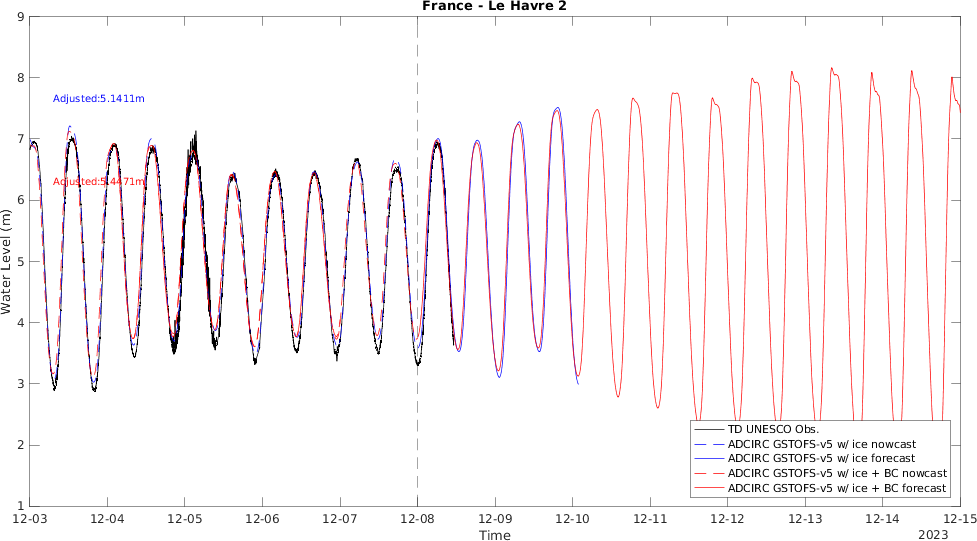 France - Le Havre 2
9
8
7
6
5
4
3
2
1
Water Level (m)
Adjusted:5.1411m
Adjusted:5.4471m
TD UNESCO Obs.
ADCIRC GSTOFS-v5 w/ ice nowcast
ADCIRC GSTOFS-v5 w/ ice forecast
ADCIRC GSTOFS-v5 w/ ice + BC nowcast
ADCIRC GSTOFS-v5 w/ ice + BC forecast
12-03 12-04 12-05 12-06 12-07 12-08 12-09 12-10 12-11 12-12 12-13 12-14 12-15
Time
2023